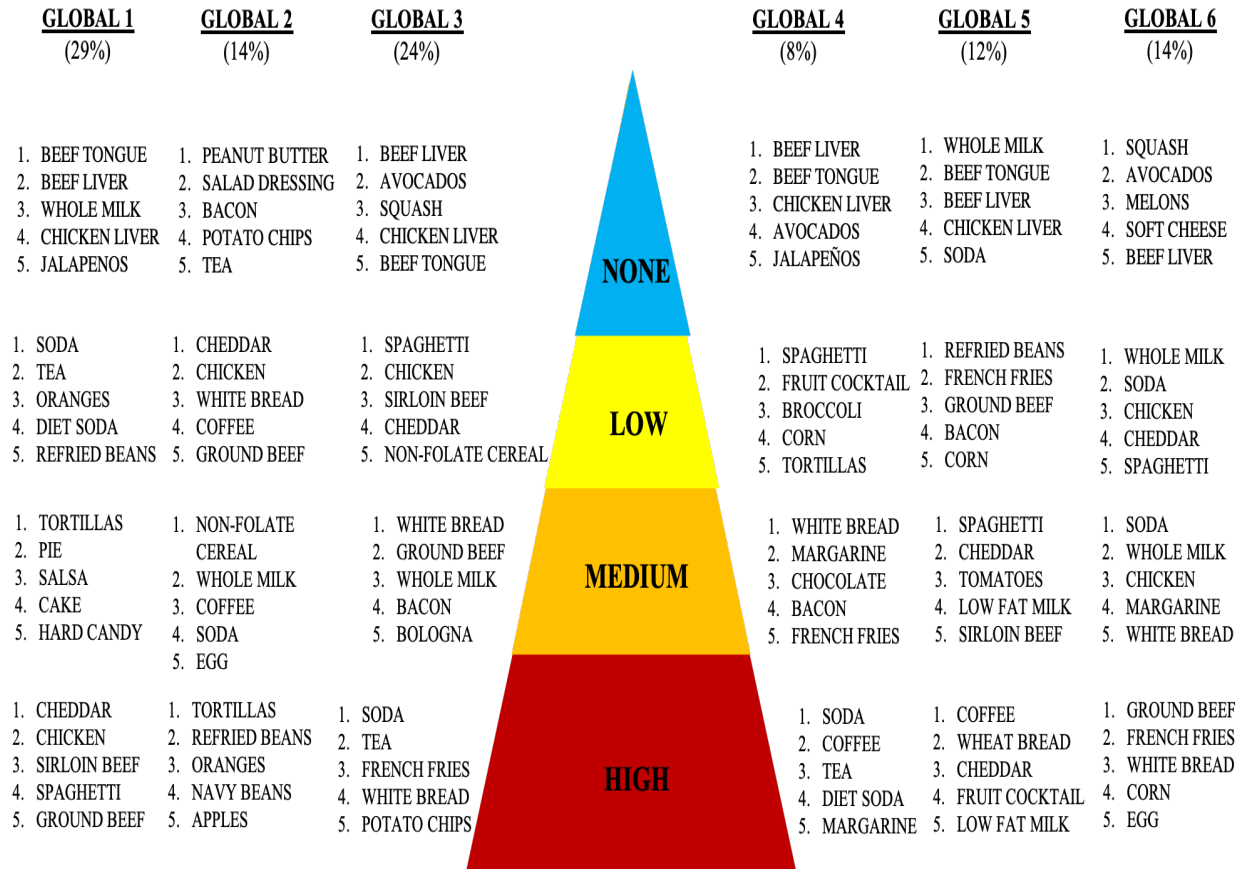 GLOBAL 1
(29%)
GLOBAL 2
(14%)
GLOBAL 3
(24%)
GLOBAL 4
(8%)
GLOBAL 5
(12%)
GLOBAL 6
(14%)
1. BEEF TONGUE
2. BEEF LIVER
3. WHOLE MILK
4. CHICKEN LIVER
5. JALAPENOS
1. PEANUT BUTTER
2. SALAD DRESSING
3. BACON
4. POTATO CHIPS
5. TEA
1. BEEF LIVER
2. AVOCADOS
3. SQUASH
4. CHICKEN LIVER
5. BEEF TONGUE
NONE
1. BEEF LIVER
2. BEEF TONGUE
3. CHICKEN LIVER
4. AVOCADOS
5. JALAPEÑOS
1. WHOLE MILK
2. BEEF TONGUE
3. BEEF LIVER
4. CHICKEN LIVER
5. SODA
1. SQUASH
2. AVOCADOS
3. MELONS
4. SOFT CHEESE
5. BEEF LIVER
1. SODA
2. TEA
3. ORANGES
4. DIET SODA
5. REFRIED BEANS
1. CHEDDAR
2. CHICKEN
3. WHITE BREAD
4. COFFEE
5. GROUND BEEF
1. SPAGHETTI
2. CHICKEN
3. SIRLOIN BEEF
4. CHEDDAR
5. NON-FOLATE CEREAL
LOW
1. SPAGHETTI
2. FRUIT COCKTAIL
3. BROCCOLI
4. CORN
5. TORTILLAS
1. REFRIED BEANS
2. FRENCH FRIES
3. GROUND BEEF
4. BACON
5. CORN
1. WHOLE MILK
2. SODA
3. CHICKEN
4. CHEDDAR
5. SPAGHETTI
1. TORTILLAS
2. PIE
3. SALSA
4. CAKE
5. HARD CANDY
1. NON-FOLATE
CEREAL
2. WHOLE MILK
3. COFFEE
4. SODA
5. EGG
1. WHITE BREAD
2. GROUND BEEF
3. WHOLE MILK
4. BACON
5. BOLOGNA
MEDIUM
1. WHITE BREAD
2. MARGARINE
3. CHOCOLATE
4. BACON
5. FRENCH FRIES
1. SPAGHETTI
2. CHEDDAR
3. TOMATOES
4. LOW FAT MILK
5. SIRLOIN BEEF
1. SODA
2. WHOLE MILK
3. CHICKEN
4. MARGARINE
5. WHITE BREAD
1. CHEDDAR
2. CHICKEN
3. SIRLOIN BEEF
4. SPAGHETTI
5. GROUND BEEF
1. TORTILLAS
2. REFRIED BEANS
3. ORANGES
4. NAVY BEANS
5. APPLES
1. SODA
2. TEA
3. FRENCH FRIES
4. WHITE BREAD
5. POTATO CHIPS
HIGH
1. SODA
2. COFFEE
3. TEA
4. DIET SODA
5. MARGARINE
1. COFFEE
2. WHEAT BREAD
3. CHEDDAR
4. FRUIT COCKTAIL
5. LOW FAT MILK
1. GROUND BEEF
2. FRENCH FRIES
3. WHITE BREAD
4. CORN
5. EGG